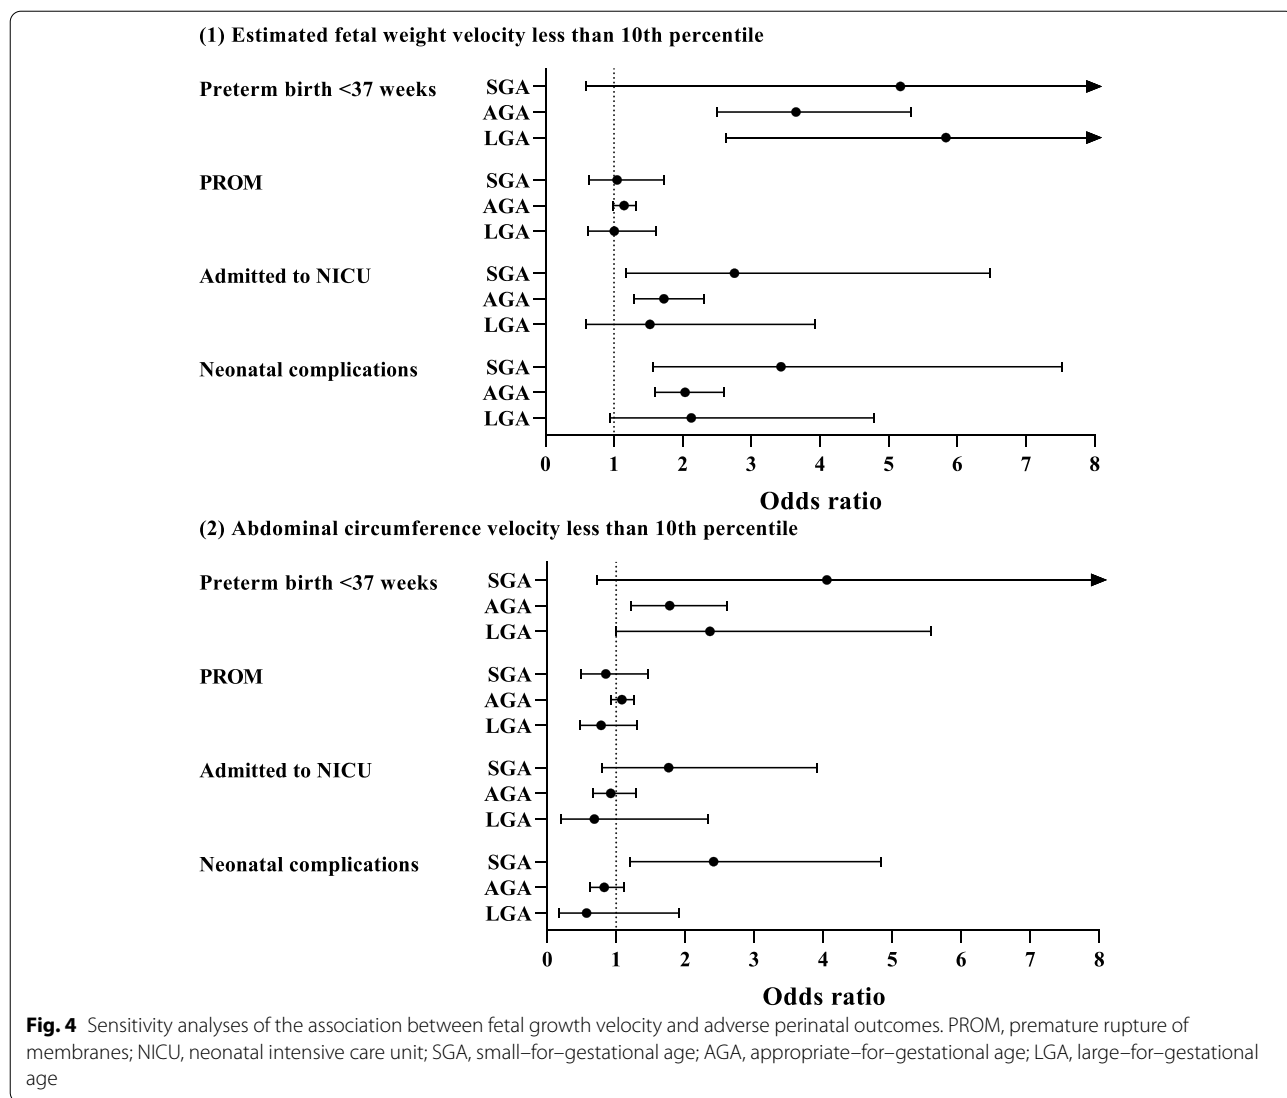 (1) Estimated fetal weight velocity less than 10th percentile
Preterm birth <37 weeks
SGA
AGA
LGA
PROM
SGA
AGA
LGA
Admitted to NICU
SGA
AGA
LGA
Neonatal complications
SGA
AGA
LGA
0 1 2 3 4 5 6 7 8
Odds ratio
(2) Abdominal circumference velocity less than 10th percentile
Preterm birth <37 weeks
SGA
AGA
LGA
PROM
SGA
AGA
LGA
Admitted to NICU
SGA
AGA
LGA
Neonatal complications
SGA
AGA
LGA
0 1 2 3 4 5 6 7 8
Odds ratio
Fig. 4 Sensitivity analyses of the association between fetal growth velocity and adverse perinatal outcomes. PROM, premature rupture of
membranes; NICU, neonatal intensive care unit; SGA, small–for–gestational age; AGA, appropriate–for–gestational age; LGA, large–for–gestational
age